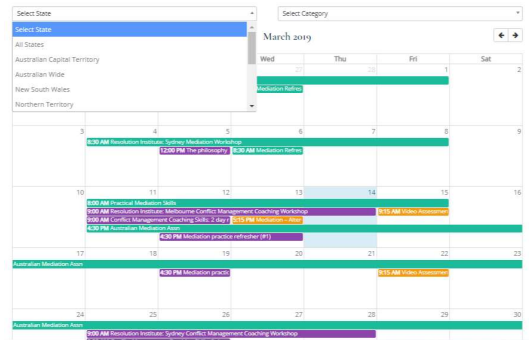 Select State
Select Category
Select State
All States
Australian Capital Territory
Australian Wide
New South Wales
Northern Territory
March 2019
Wed Thu Fri Sat
27 28 1 2
Mediation Refres
3 4 5 6 7 8 9
8:30 AM Resolution Institute: Sydney Mediation Workshop
12:00 PM The philosophy 8:30 AM Mediation Refres
10 11 12 13 14 15 16
8:00 AM Practical Mediation Skills
9:00 AM Resolution Institute: Melbourne Conflict Management Coaching Workshop 9:15 AM Video Assessmen
9:00 AM Conflict Management Coaching Skills: 2 day r 5:15 PM Mediation – Alter
4:30 PM Australian Mediation Assn
4:30 PM Mediation practice refresher (#1)
17 18 19 20 21 22 23
Australian Mediation Assn
4:30 PM Mediation practic 9:15 AM Video Assessmen
24 25 26 27 28 29 30
Australian Mediation Assn
9:00 AM Resolution Institute: Sydney Conflict Management Coaching Workshop